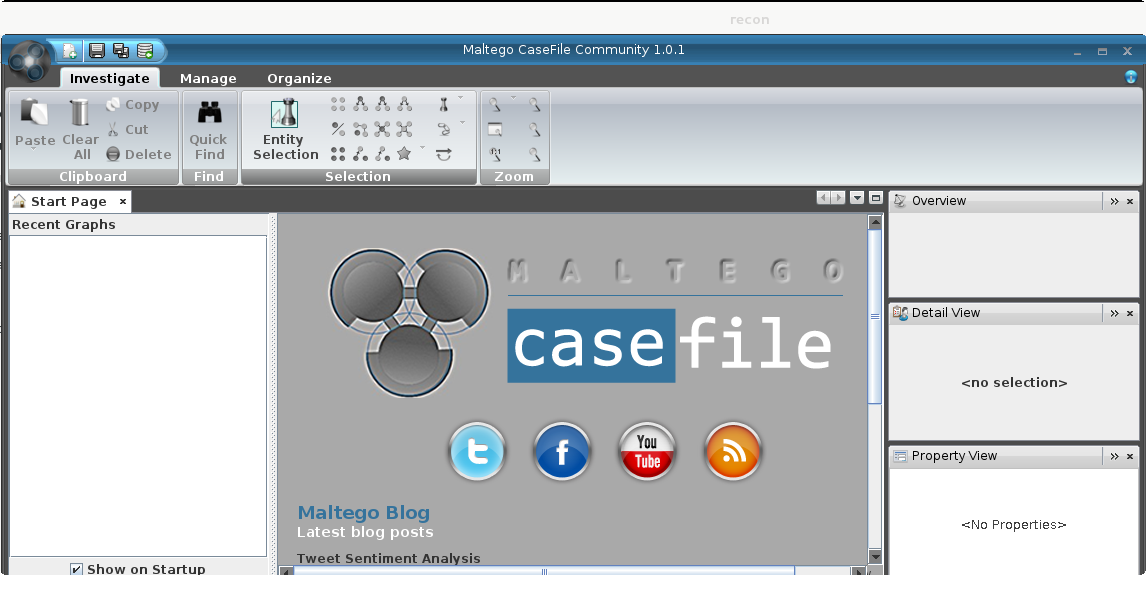 recon
Maltego CaseFile Community 1.0.1
Investigate Manage Organize
Paste
Clear All
Copy
Cut
Delete
Clipboard
Quick Find
Find
Entity Selection
Selection
Zoom
Start Page
Recent Graphs
Show on Startup
MALTEGO
casefile
You
Tube
Maltego Blog
Latest blog posts
Tweet Sentiment Analysis
Overview
Detail View
<no selection>
Property View
<No Properties>